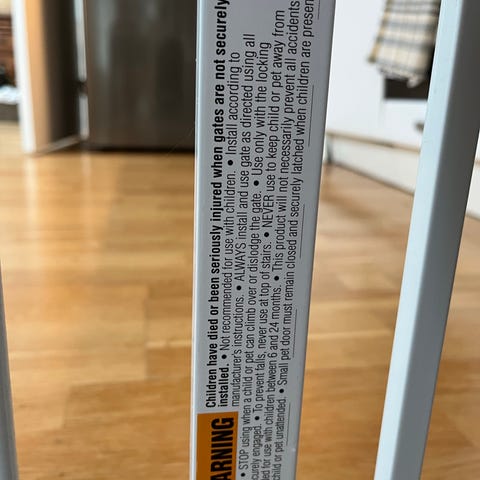 ARNING
Children have died or been seriously injured when gates are not securely
installed. • Not recommended for use with children. • Install according to
manufacturer's instructions. • ALWAYS install and use gate as directed using all
• STOP using when a child or pet can climb over or dislodge the gate. • Use only with the locking
curely engaged. • To prevent falls, never use at top of stairs. • NEVER use to keep child or pet away from
ed for use with children between 6 and 24 months. • This product will not necessarily prevent all accidents
child or pet unattended. • Small pet door must remain closed and securely latched when children are present